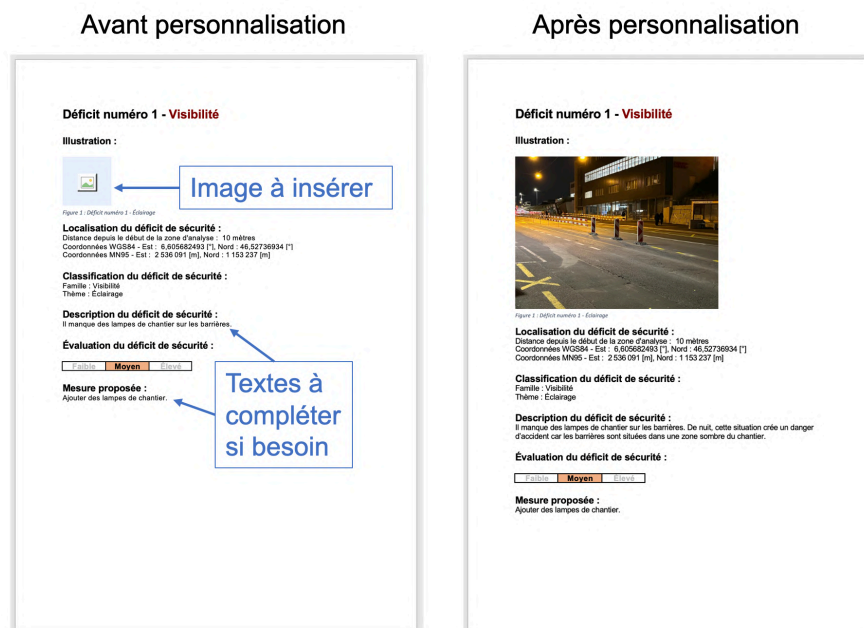 Avant personnalisation
Déficit numéro 1 - Visibilité
Illustration :
Image à insérer
Figure 1 : Déficit numéro 1 - Éclairage
Localisation du déficit de sécurité :
Distance depuis le début de la zone d'analyse : 10 mètres
Coordonnées WGS84 - Est : 6,605682493 [°], Nord : 46,52736934 [°]
Coordonnées MN95 - Est : 2 536 091 [m], Nord : 1 153 237 [m]
Classification du déficit de sécurité :
Famille : Visibilité
Thème : Éclairage
Description du déficit de sécurité :
Il manque des lampes de chantier sur les barrières.
Évaluation du déficit de sécurité :
Faible Moyen Élevé
Mesure proposée :
Ajouter des lampes de chantier.
Textes à
compléter
si besoin
Après personnalisation
Déficit numéro 1 - Visibilité
Illustration :
Figure 1 : Déficit numéro 1 - Éclairage
Localisation du déficit de sécurité :
Distance depuis le début de la zone d'analyse : 10 mètres
Coordonnées WGS84 - Est : 6,605682493 [°], Nord : 46,52736934 [°]
Coordonnées MN95 - Est : 2 536 091 [m], Nord : 1 153 237 [m]
Classification du déficit de sécurité :
Famille : Visibilité
Thème : Éclairage
Description du déficit de sécurité :
Il manque des lampes de chantier sur les barrières. De nuit, cette situation crée un danger
d'accident car les barrières sont situées dans une zone sombre du chantier.
Évaluation du déficit de sécurité :
Faible Moyen Élevé
Mesure proposée :
Ajouter des lampes de chantier.